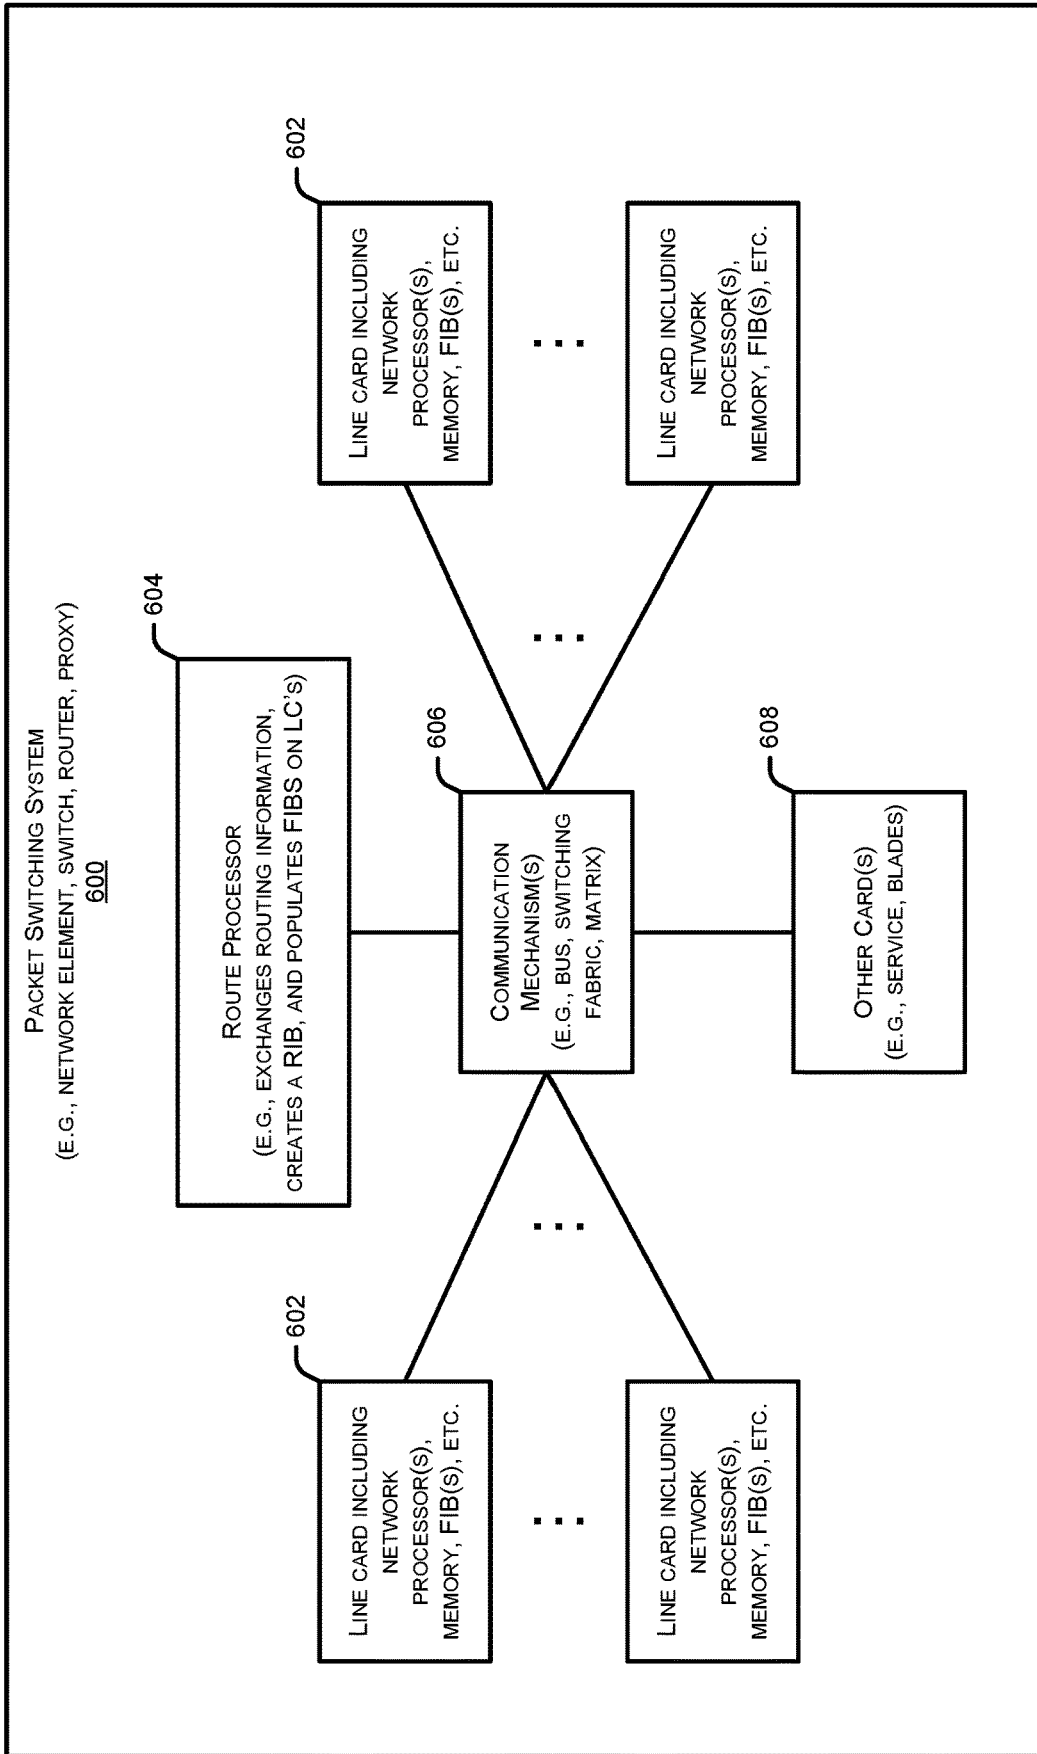 PACKET SWITCHING SYSTEM
(E.G., NETWORK ELEMENT, SWITCH, ROUTER, PROXY)
600
604
ROUTE PROCESSOR
(E.G., EXCHANGES ROUTING INFORMATION,
CREATES A RIB, AND POPULATES FIBS ON LC'S)
602
LINE CARD INCLUDING
NETWORK
PROCESSOR(S),
MEMORY, FIB(S), ETC.
602
LINE CARD INCLUDING
NETWORK
PROCESSOR(S),
MEMORY, FIB(S), ETC.
606
COMMUNICATION
MECHANISM(S)
(E.G., BUS, SWITCHING
FABRIC, MATRIX)
...
...
...
...
LINE CARD INCLUDING
NETWORK
PROCESSOR(S),
MEMORY, FIB(S), ETC.
LINE CARD INCLUDING
NETWORK
PROCESSOR(S),
MEMORY, FIB(S), ETC.
608
OTHER CARD(S)
(E.G., SERVICE, BLADES)